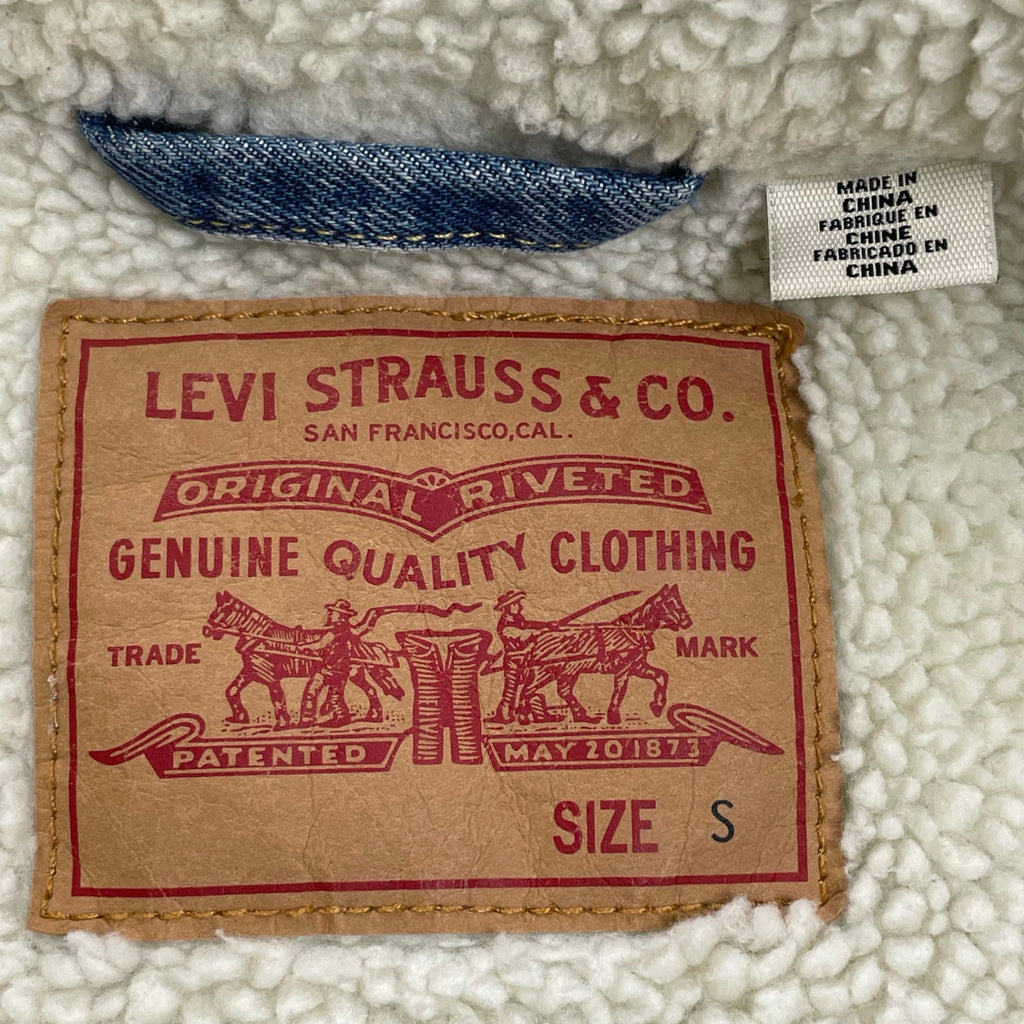 MADE IN
CHINA
FABRIQUE EN
CHINE
FABRICADO EN
CHINA
LEVI STRAUSS & CO.
SAN FRANCISCO, CAL.
ORIGINAL RIVETED
GENUINE QUALITY CLOTHING
TRADE MARK
PATENTED MAY 20 1873
SIZE S